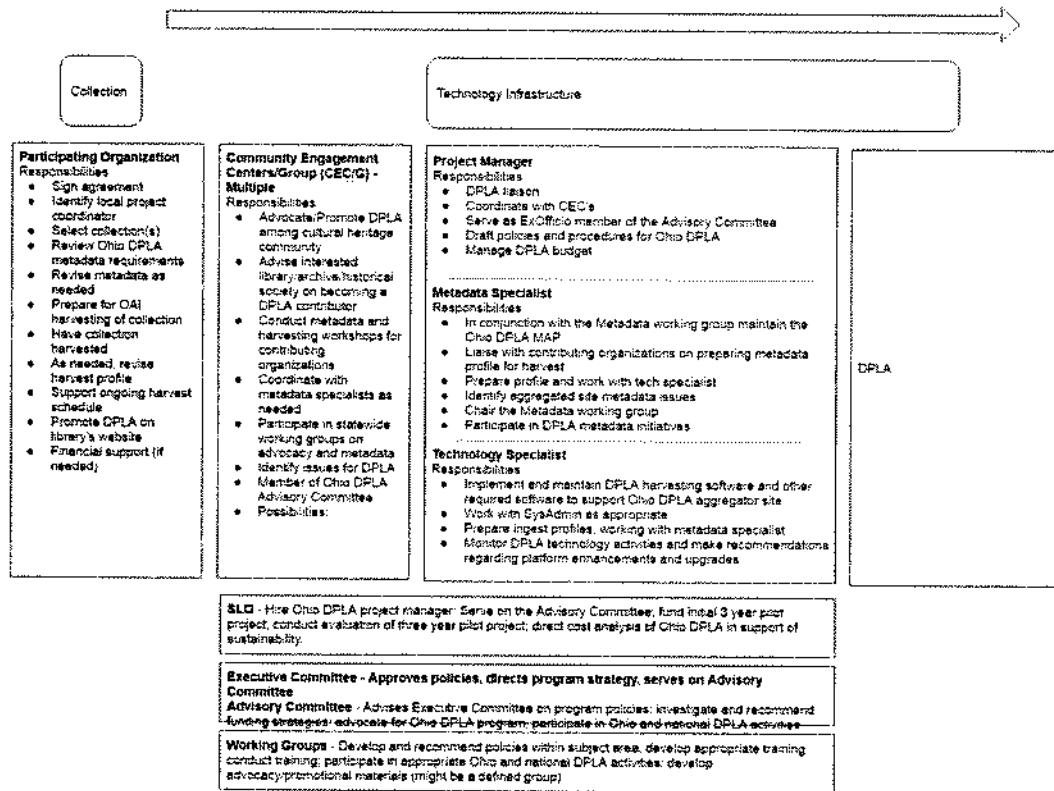 Collection
Technology Infrastructure
Participating Organization
Responsibilities
• Sign agreement
• Identify local project
coordinator
• Select collection(s)
• Review Ohio DPLA
metadata requirements
• Revise metadata as
needed
• Prepare for OAI
harvesting of collection
• Have collection
harvested
• As needed, revise
harvest profile
• Support ongoing harvest
schedule
• Promote DPLA on
library's website
• Financial support (if
needed)
Community Engagement
Centers/Group (CEC/G) -
Multiple
Responsibilities
• Advocate/Promote DPLA
among cultural heritage
community
• Advise interested
library/archive/historical
society on becoming a
DPLA contributor
• Conduct metadata and
harvesting workshops for
contributing
organizations
• Coordinate with
metadata specialists as
needed
• Participate in statewide
working groups on
advocacy and metadata
• Identify issues for DPLA
• Member of Ohio DPLA
Advisory Committee
• Possibilities:
Project Manager
Responsibilities
• DPLA liaison
• Coordinate with CEC's
• Serve as ExOfficio member of the Advisory Committee
• Draft policies and procedures for Ohio DPLA
• Manage DPLA budget
Metadata Specialist
Responsibilities
• In conjunction with the Metadata working group maintain the
Ohio DPLA MAP
• Liaise with contributing organizations on preparing metadata
profile for harvest
• Prepare profile and work with tech specialist
• Identify aggregated site metadata issues
• Chair the Metadata working group
• Participate in DPLA metadata initiatives
Technology Specialist
Responsibilities
• Implement and maintain DPLA harvesting software and other
required software to support Ohio DPLA aggregator site
• Work with SysAdmin as appropriate
• Prepare ingest profiles, working with metadata specialist
• Monitor DPLA technology activities and make recommendations
regarding platform enhancements and upgrades
DPLA
SLO - Hire Ohio DPLA project manager; Serve on the Advisory Committee; fund initial 3 year pilot
project; conduct evaluation of three year pilot project; direct cost analysis of Ohio DPLA in support of
sustainability.
Executive Committee - Approves policies, directs program strategy, serves on Advisory
Committee
Advisory Committee - Advises Executive Committee on program policies; investigate and recommend
funding strategies; advocate for Ohio DPLA program; participate in Ohio and national DPLA activities
Working Groups - Develop and recommend policies within subject area, develop appropriate training
conduct training; participate in appropriate Ohio and national DPLA activities; develop
advocacy/promotional materials (might be a defined group)